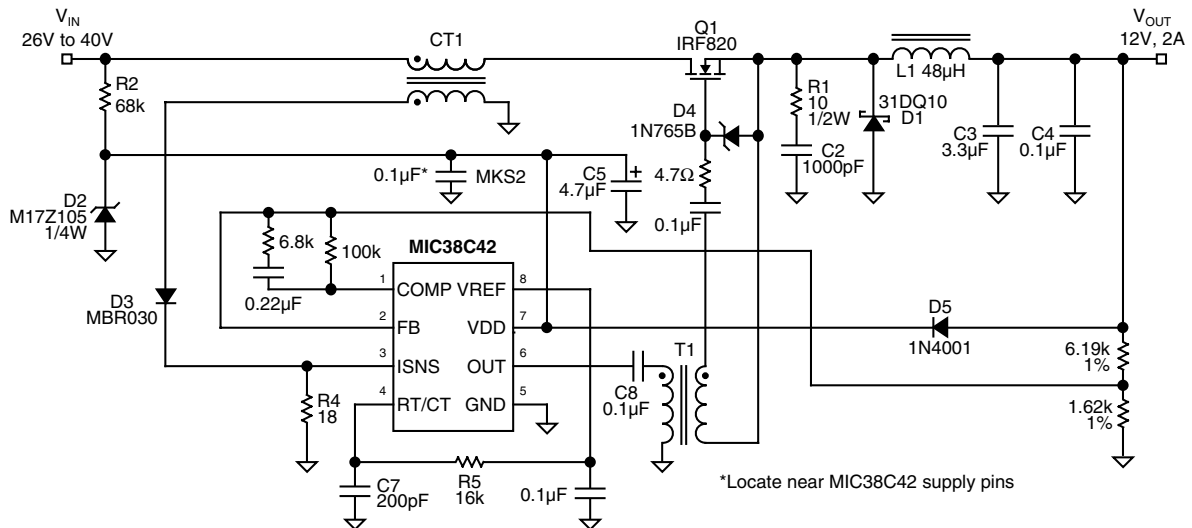 VIN
26V to 40V
CT1
Q1
IRF820
VOUT
12V, 2A
R2
68k
L1 48µH
D4
1N765B
R1
10
1/2W
31DQ10
D1
C3
3.3µF
C4
0.1µF
C2
1000pF
0.1µF*
MKS2
C5
4.7µF
+
4.7Ω
0.1µF
D2
M17Z105
1/4W
6.8k
100k
0.22µF
MIC38C42
1
COMP
VREF
8
2
FB
VDD
7
3
ISNS
OUT
6
4
RT/CT
GND
5
D3
MBR030
D5
1N4001
6.19k
1%
1.62k
1%
T1
C8
0.1µF
R4
18
C7
200pF
R5
16k
0.1µF
*Locate near MIC38C42 supply pins